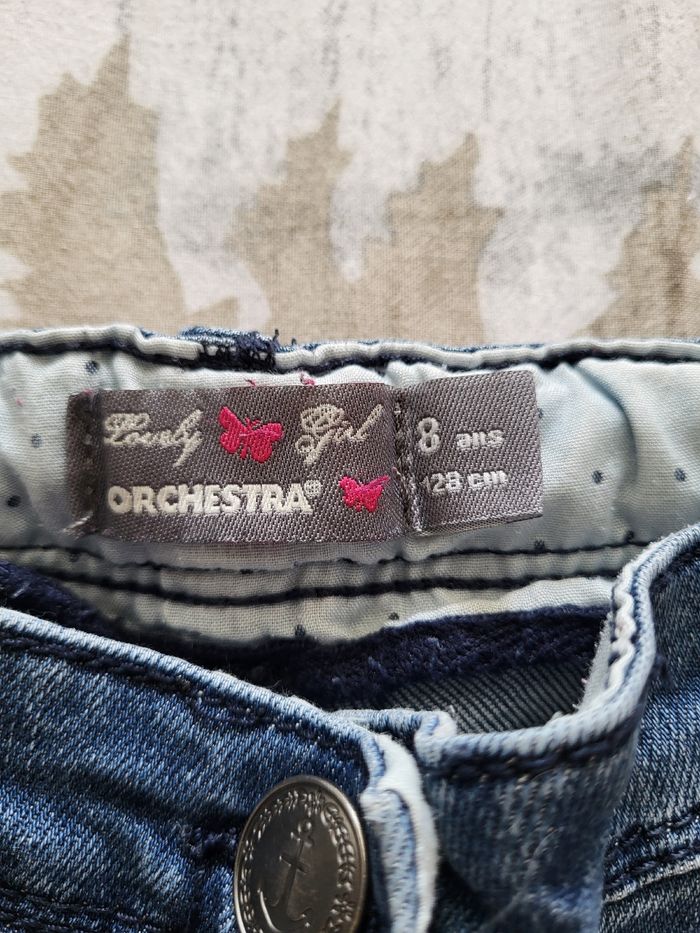 Lovely Girl
ORCHESTRA®
8 ans
128 cm